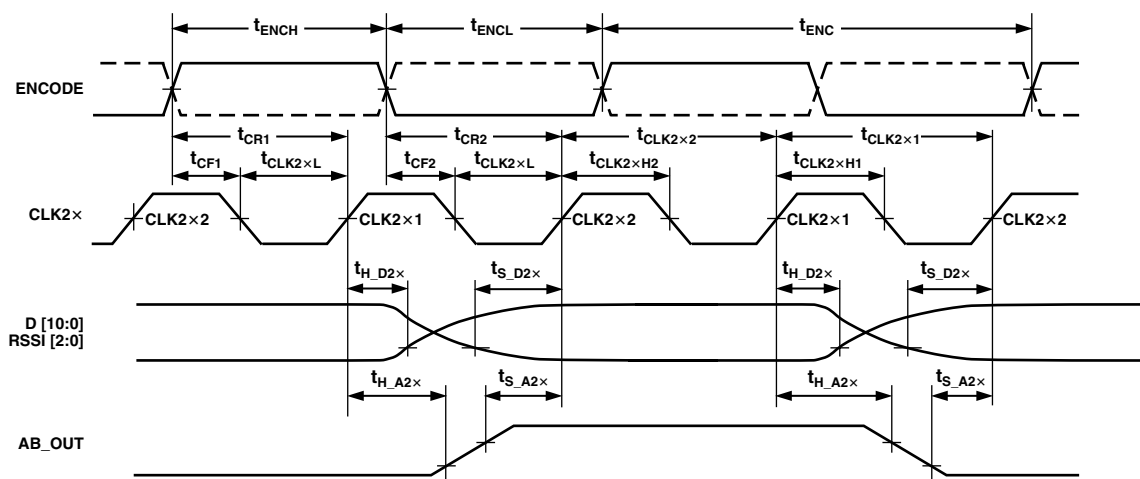 tENCH tENCL tENC
ENCODE
tCR1 tCR2 tCLK2×2 tCLK2×1
tCF1 tCLK2×L tCF2 tCLK2×L tCLK2×H2 tCLK2×H1
CLK2× CLK2×2 CLK2×1 CLK2×2 CLK2×1 CLK2×2
tH_D2× tS_D2× tH_D2× tS_D2×
D [10:0]
RSSI [2:0]
tH_A2× tS_A2× tH_A2× tS_A2×
AB_OUT